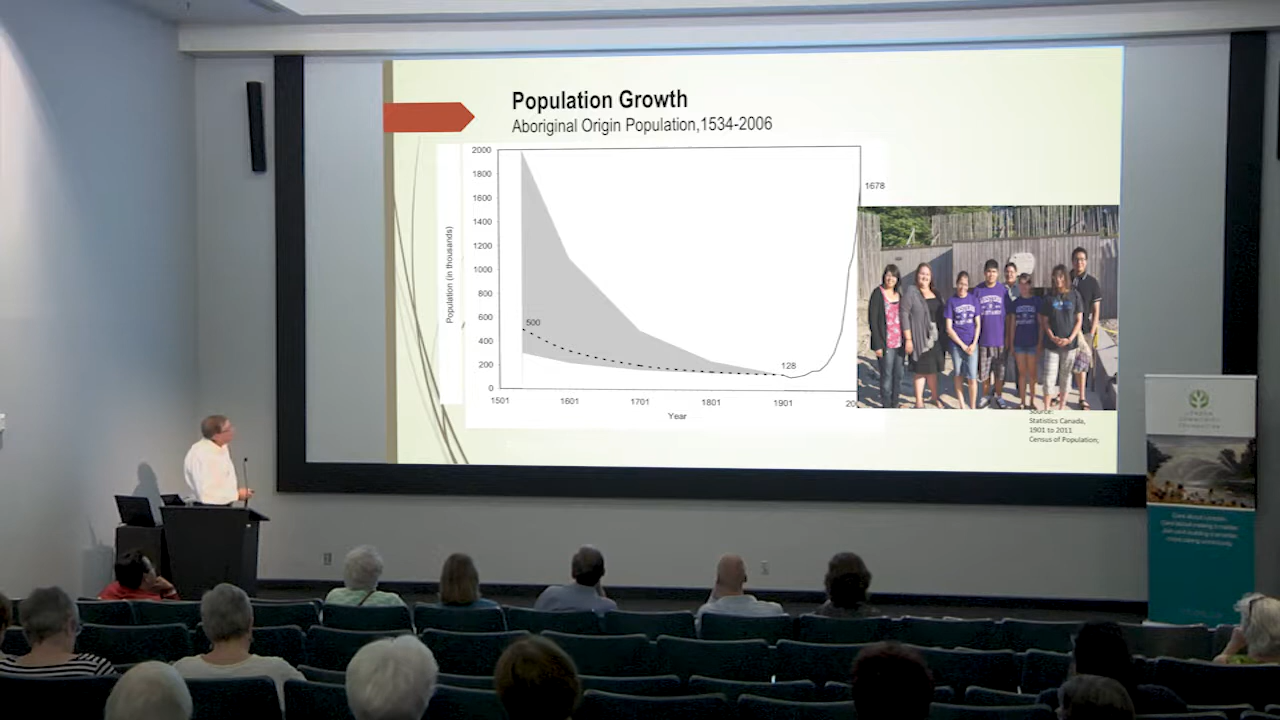 Population Growth
Aboriginal Origin Population,1534-2006
2000
1800
1600
1400
1200
1000
800
600
400
200
0
Population (in thousands)
500
128
1678
1501
1601
1701
1801
1901
20
Year
Source:
Statistics Canada,
1901 to 2011
Census of Population;